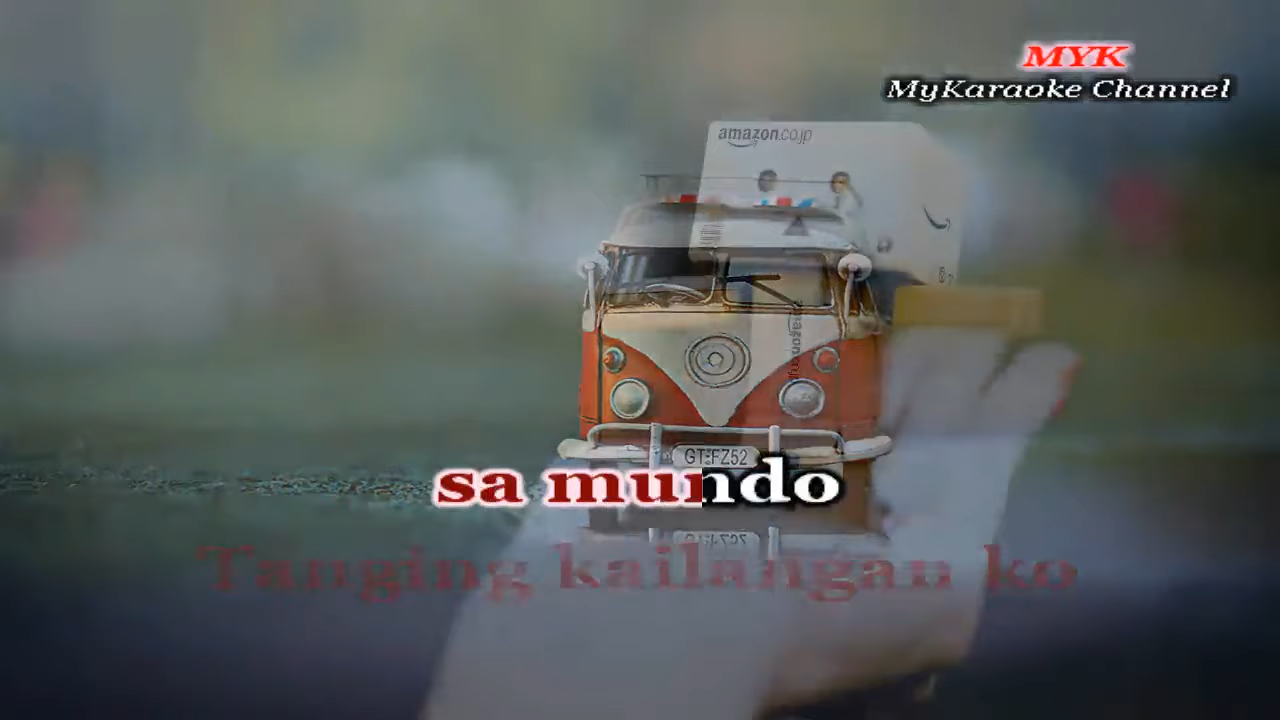 MYK
MyKaraoke Channel
amazon.co.jp
GT-FZ52
sa mundo
Tanging kailangan ko